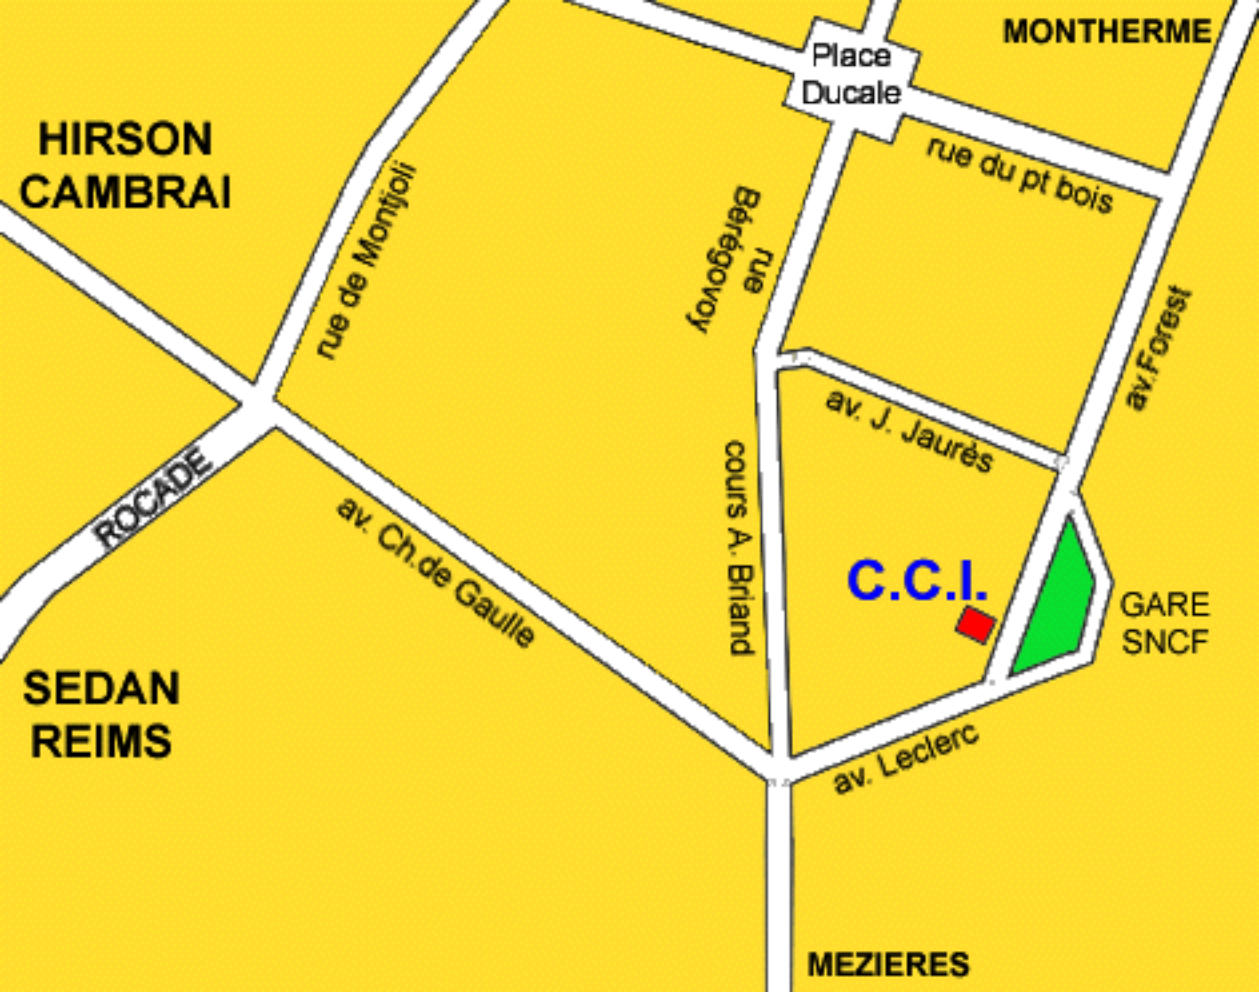 MONTHERME
Place
Ducale
HIRSON
CAMBRAI
rue du pt bois
rue de Montjoli
rue
Bérégovoy
av.Forest
av. J. Jaurès
ROCADE
av. Ch.de Gaulle
cours A. Briand
C.C.I.
GARE
SNCF
SEDAN
REIMS
av. Leclerc
MEZIERES